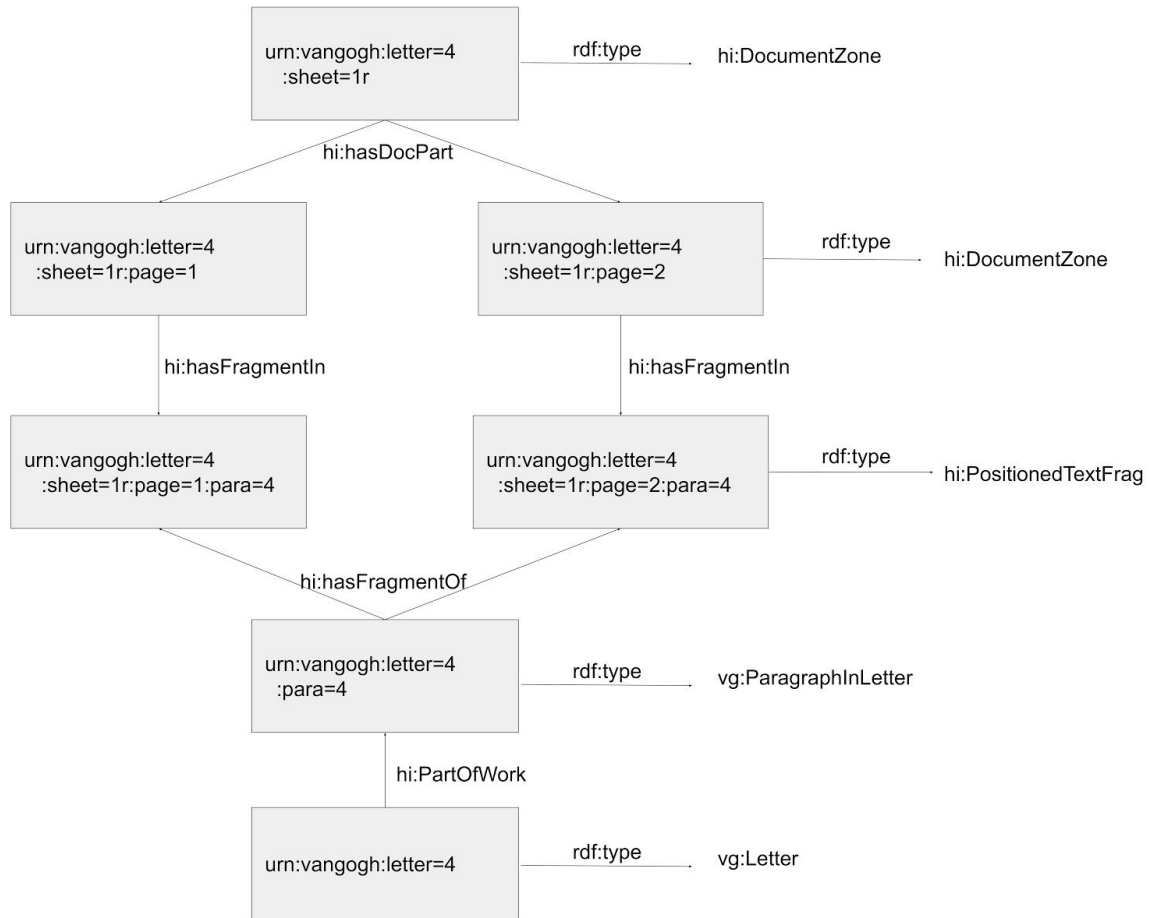 urn:vangogh:letter=4
:sheet=1r
rdf:type
hi:DocumentZone
hi:hasDocPart
urn:vangogh:letter=4
:sheet=1r:page=1
urn:vangogh:letter=4
:sheet=1r:page=2
rdf:type
hi:DocumentZone
hi:hasFragmentIn
hi:hasFragmentIn
urn:vangogh:letter=4
:sheet=1r:page=1:para=4
urn:vangogh:letter=4
:sheet=1r:page=2:para=4
rdf:type
hi:PositionedTextFrag
hi:hasFragmentOf
urn:vangogh:letter=4
:para=4
rdf:type
vg:ParagraphInLetter
hi:PartOfWork
urn:vangogh:letter=4
rdf:type
vg:Letter